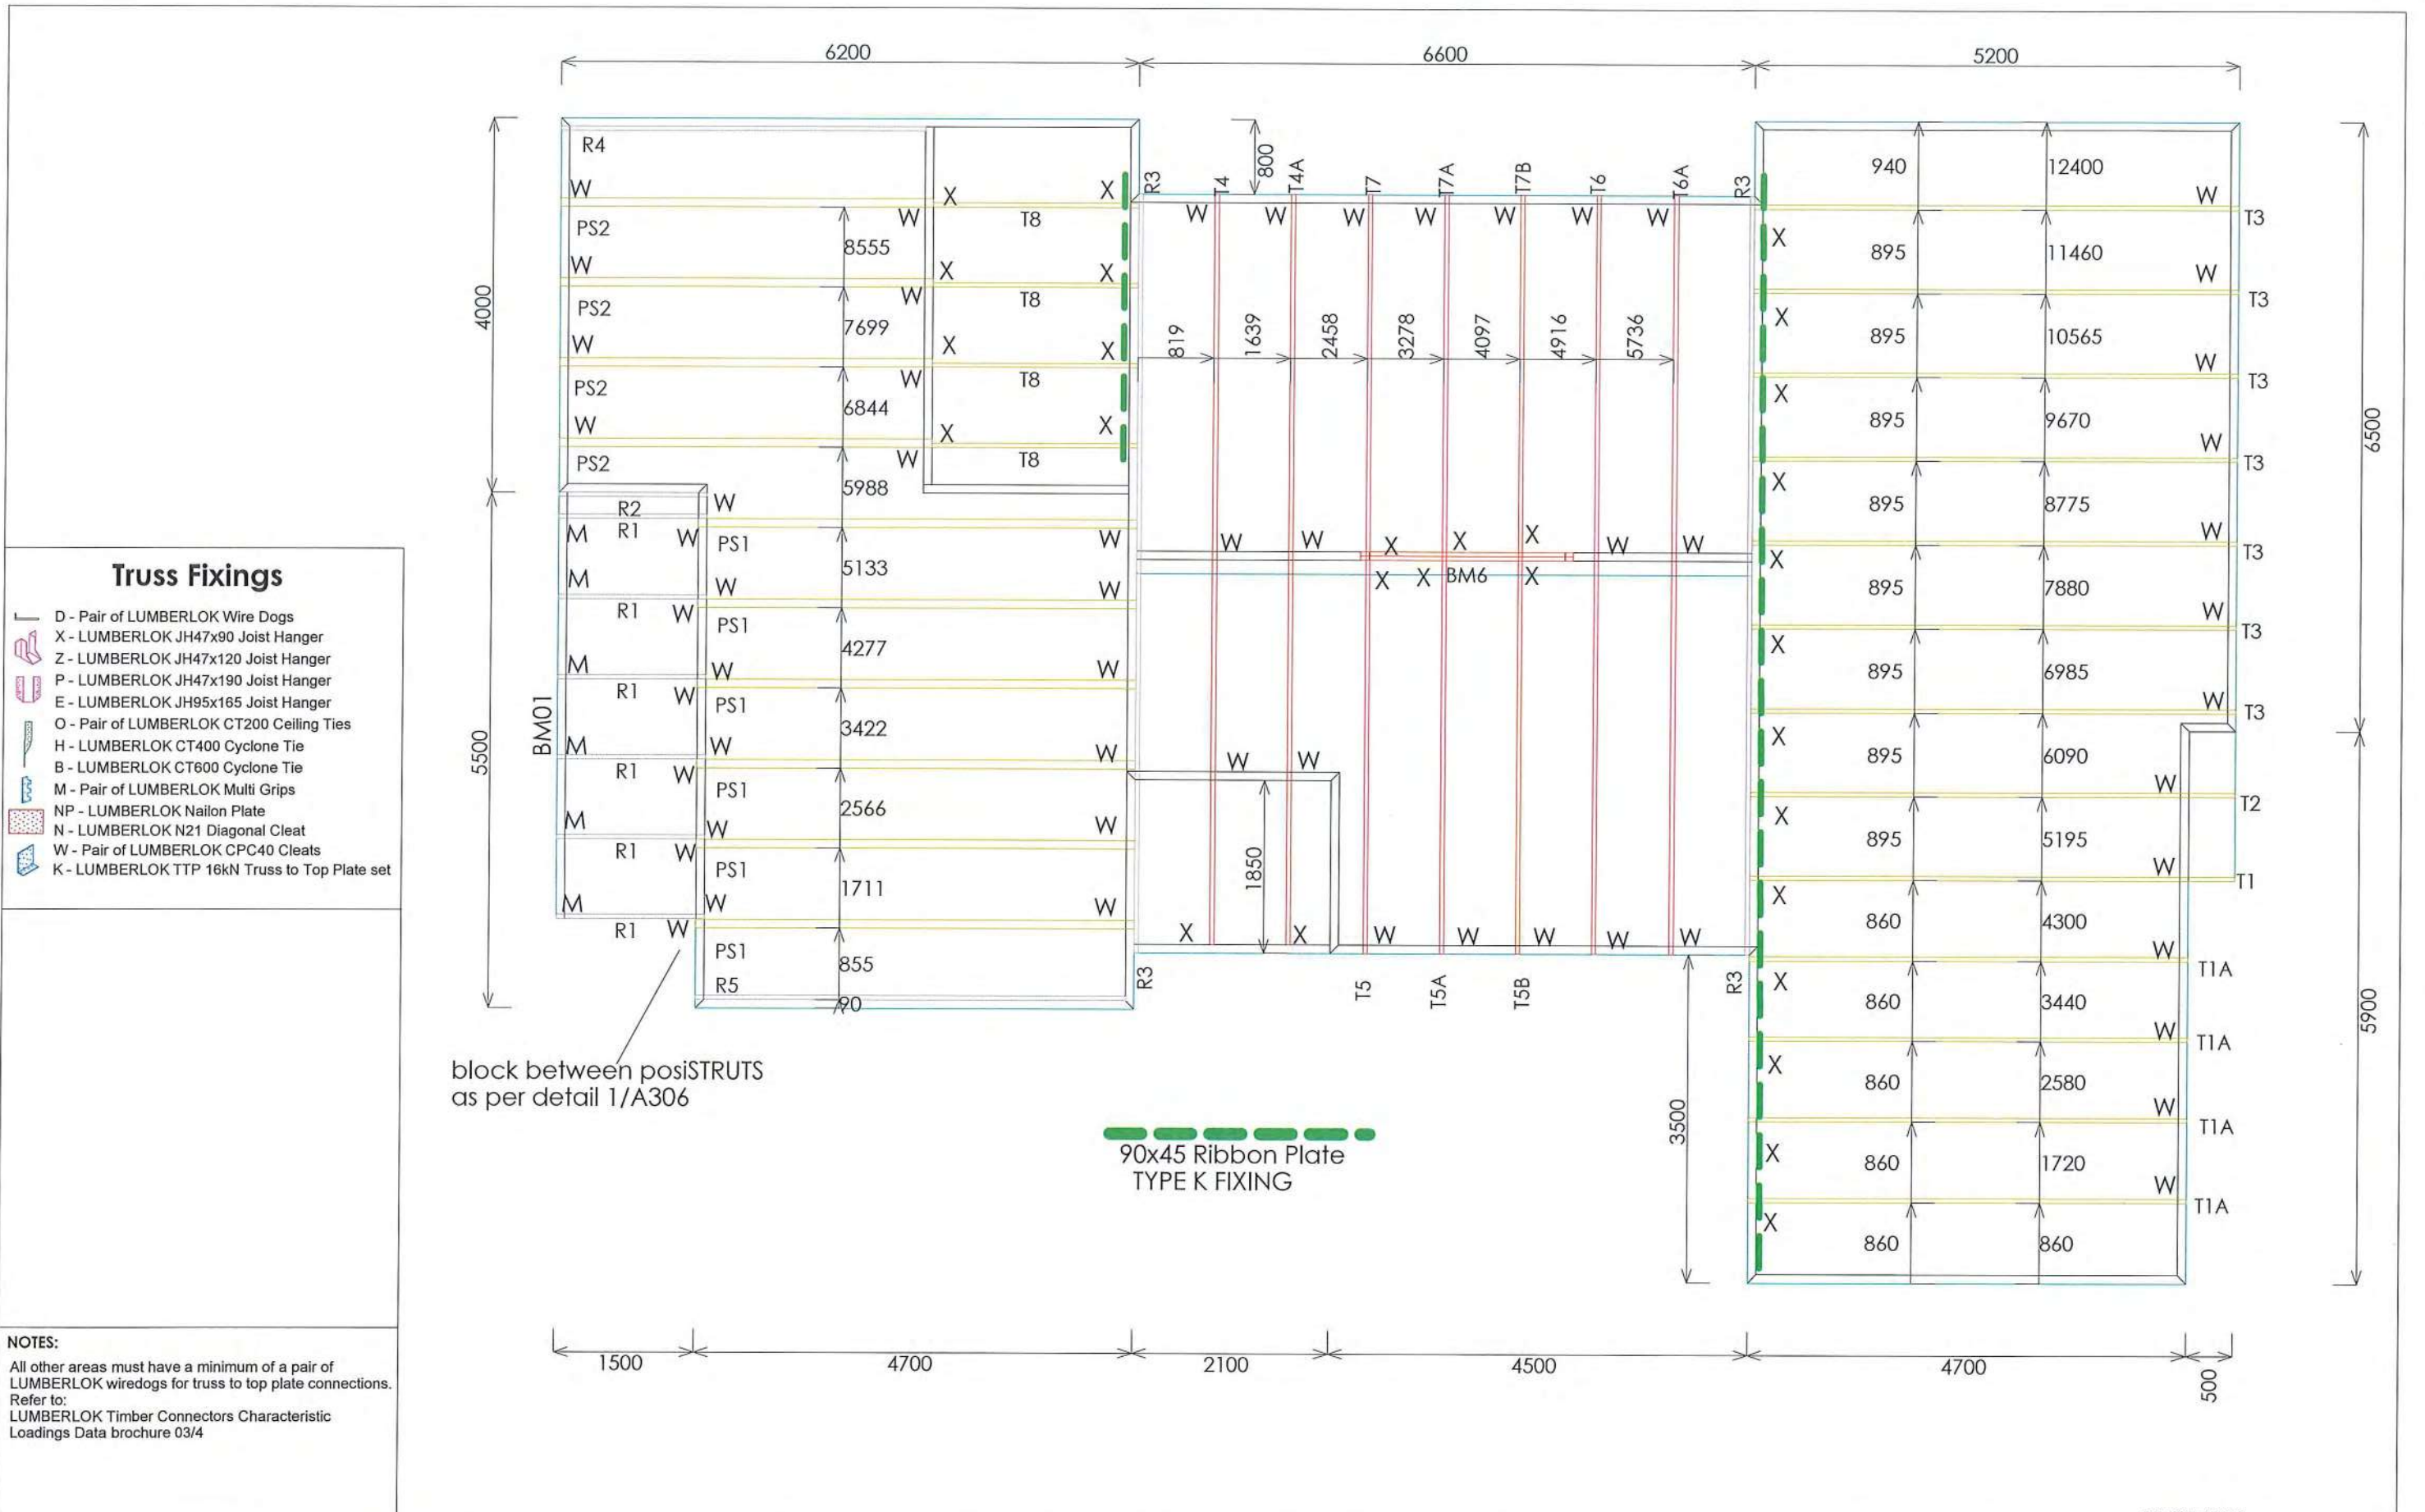 6200
6600
5200
R4
800
R3
T4
T4A
T7
T7A
T7B
T6
T6A
R3
940
12400
W
X
X
W
T8
W
W
W
W
W
W
W
W
W
T3
PS2
8555
X
895
11460
W
X
X
W
T3
4000
PS2
W
T8
819
1639
2458
3278
4097
4916
5736
X
895
10565
W
7699
W
X
X
T3
PS2
W
T8
X
895
9670
W
6500
6844
W
X
X
T3
PS2
W
T8
X
895
8775
W
5988
R2
W
M
R1
W
PS1
W
W
W
X
X
X
W
W
T3
5133
X
X
BM6
X
X
895
7880
W
M
W
W
T3
R1
W
PS1
X
895
6985
W
4277
M
W
W
T3
R1
W
PS1
BM01
5500
3422
X
895
6090
M
W
W
W
W
W
T2
R1
W
PS1
2566
X
895
5195
W
M
W
W
T1
R1
W
PS1
1850
1711
X
860
4300
M
W
W
X
X
W
W
W
W
W
W
T1A
R1
W
PS1
855
R5
90
R3
T5
T5A
T5B
R3
X
860
3440
W
T1A
5900
block between posiSTRUTS
as per detail 1/A306
X
860
2580
W
T1A
3500
90x45 Ribbon Plate
TYPE K FIXING
X
860
1720
W
T1A
X
860
860
1500
4700
2100
4500
4700
500
Truss Fixings
D - Pair of LUMBERLOK Wire Dogs
X - LUMBERLOK JH47x90 Joist Hanger
Z - LUMBERLOK JH47x120 Joist Hanger
P - LUMBERLOK JH47x190 Joist Hanger
E - LUMBERLOK JH95x165 Joist Hanger
O - Pair of LUMBERLOK CT200 Ceiling Ties
H - LUMBERLOK CT400 Cyclone Tie
B - LUMBERLOK CT600 Cyclone Tie
M - Pair of LUMBERLOK Multi Grips
NP - LUMBERLOK Nailon Plate
N - LUMBERLOK N21 Diagonal Cleat
W - Pair of LUMBERLOK CPC40 Cleats
K - LUMBERLOK TTP 16kN Truss to Top Plate set
NOTES:
All other areas must have a minimum of a pair of
LUMBERLOK wiredogs for truss to top plate connections.
Refer to:
LUMBERLOK Timber Connectors Characteristic
Loadings Data brochure 03/4